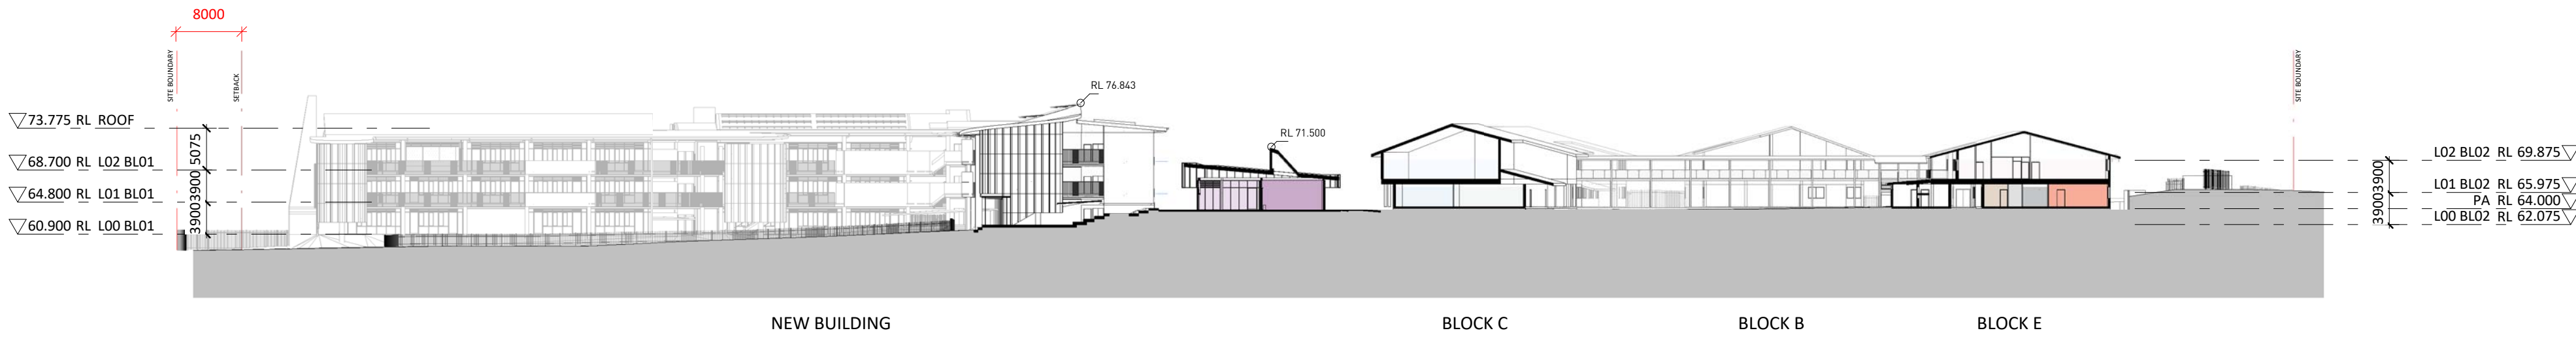 8000
SITE BOUNDARY
SETBACK
SITE BOUNDARY
RL 76.843
RL 71.500
73.775 RL ROOF
68.700 RL L02 BL01
64.800 RL L01 BL01
60.900 RL L00 BL01
5075
3900
3900
L02 BL02 RL 69.875
L01 BL02 RL 65.975
PA RL 64.000
L00 BL02 RL 62.075
3900
3900
NEW BUILDING
BLOCK C
BLOCK B
BLOCK E